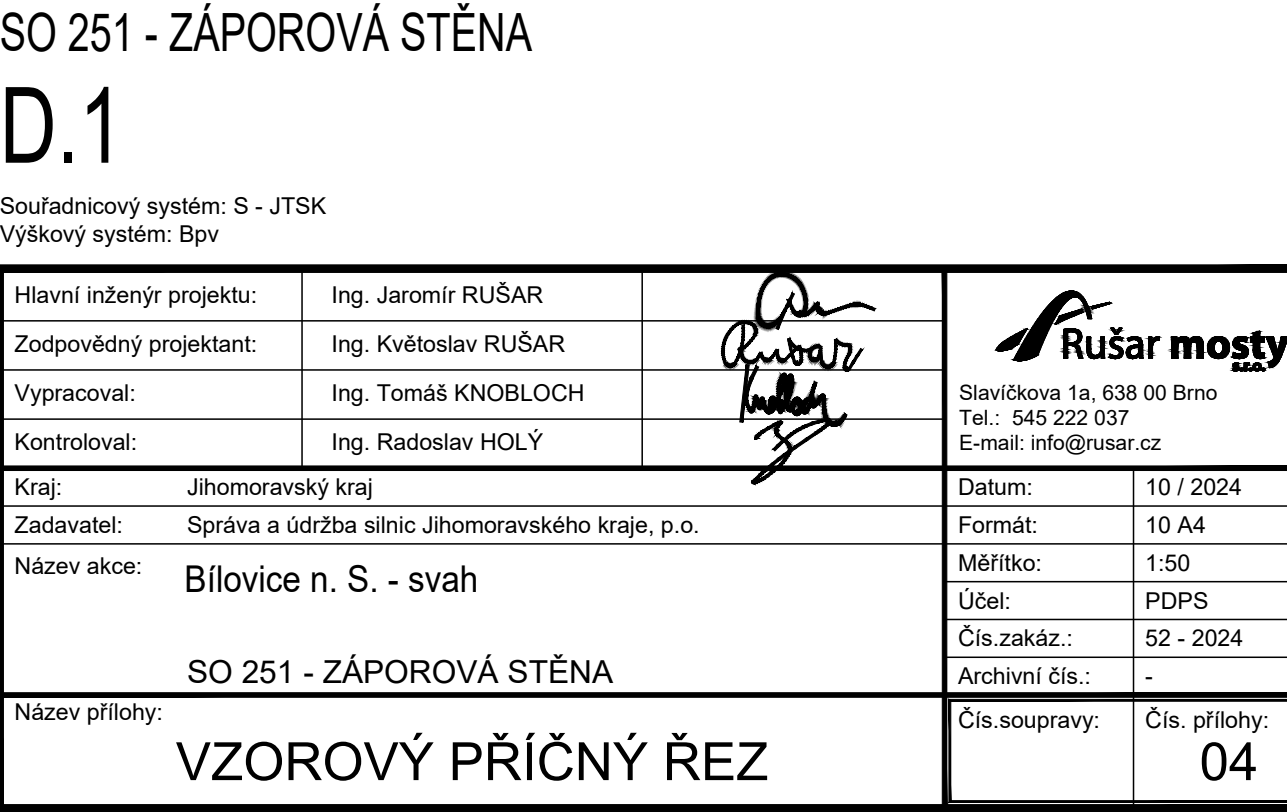 SO 251 - ZÁPOROVÁ STĚNA
D.1
Souřadnicový systém: S - JTSK
Výškový systém: Bpv
Hlavní inženýr projektu: Ing. Jaromír RUŠAR
Zodpovědný projektant: Ing. Květoslav RUŠAR
Rušar
Vypracoval: Ing. Tomáš KNOBLOCH
Knobloch
Kontroloval: Ing. Radoslav HOLÝ
Rušar mosty
s.r.o.
Slavíčkova 1a, 638 00 Brno
Tel.: 545 222 037
E-mail: info@rusar.cz
Kraj: Jihomoravský kraj
Zadavatel: Správa a údržba silnic Jihomoravského kraje, p.o.
Název akce: Bílovice n. S. - svah
SO 251 - ZÁPOROVÁ STĚNA
Datum: 10 / 2024
Formát: 10 A4
Měřítko: 1:50
Účel: PDPS
Čís.zakáz.: 52 - 2024
Archivní čís.: -
Název přílohy:
VZOROVÝ PŘÍČNÝ ŘEZ
Čís.soupravy:
Čís. přílohy:
04